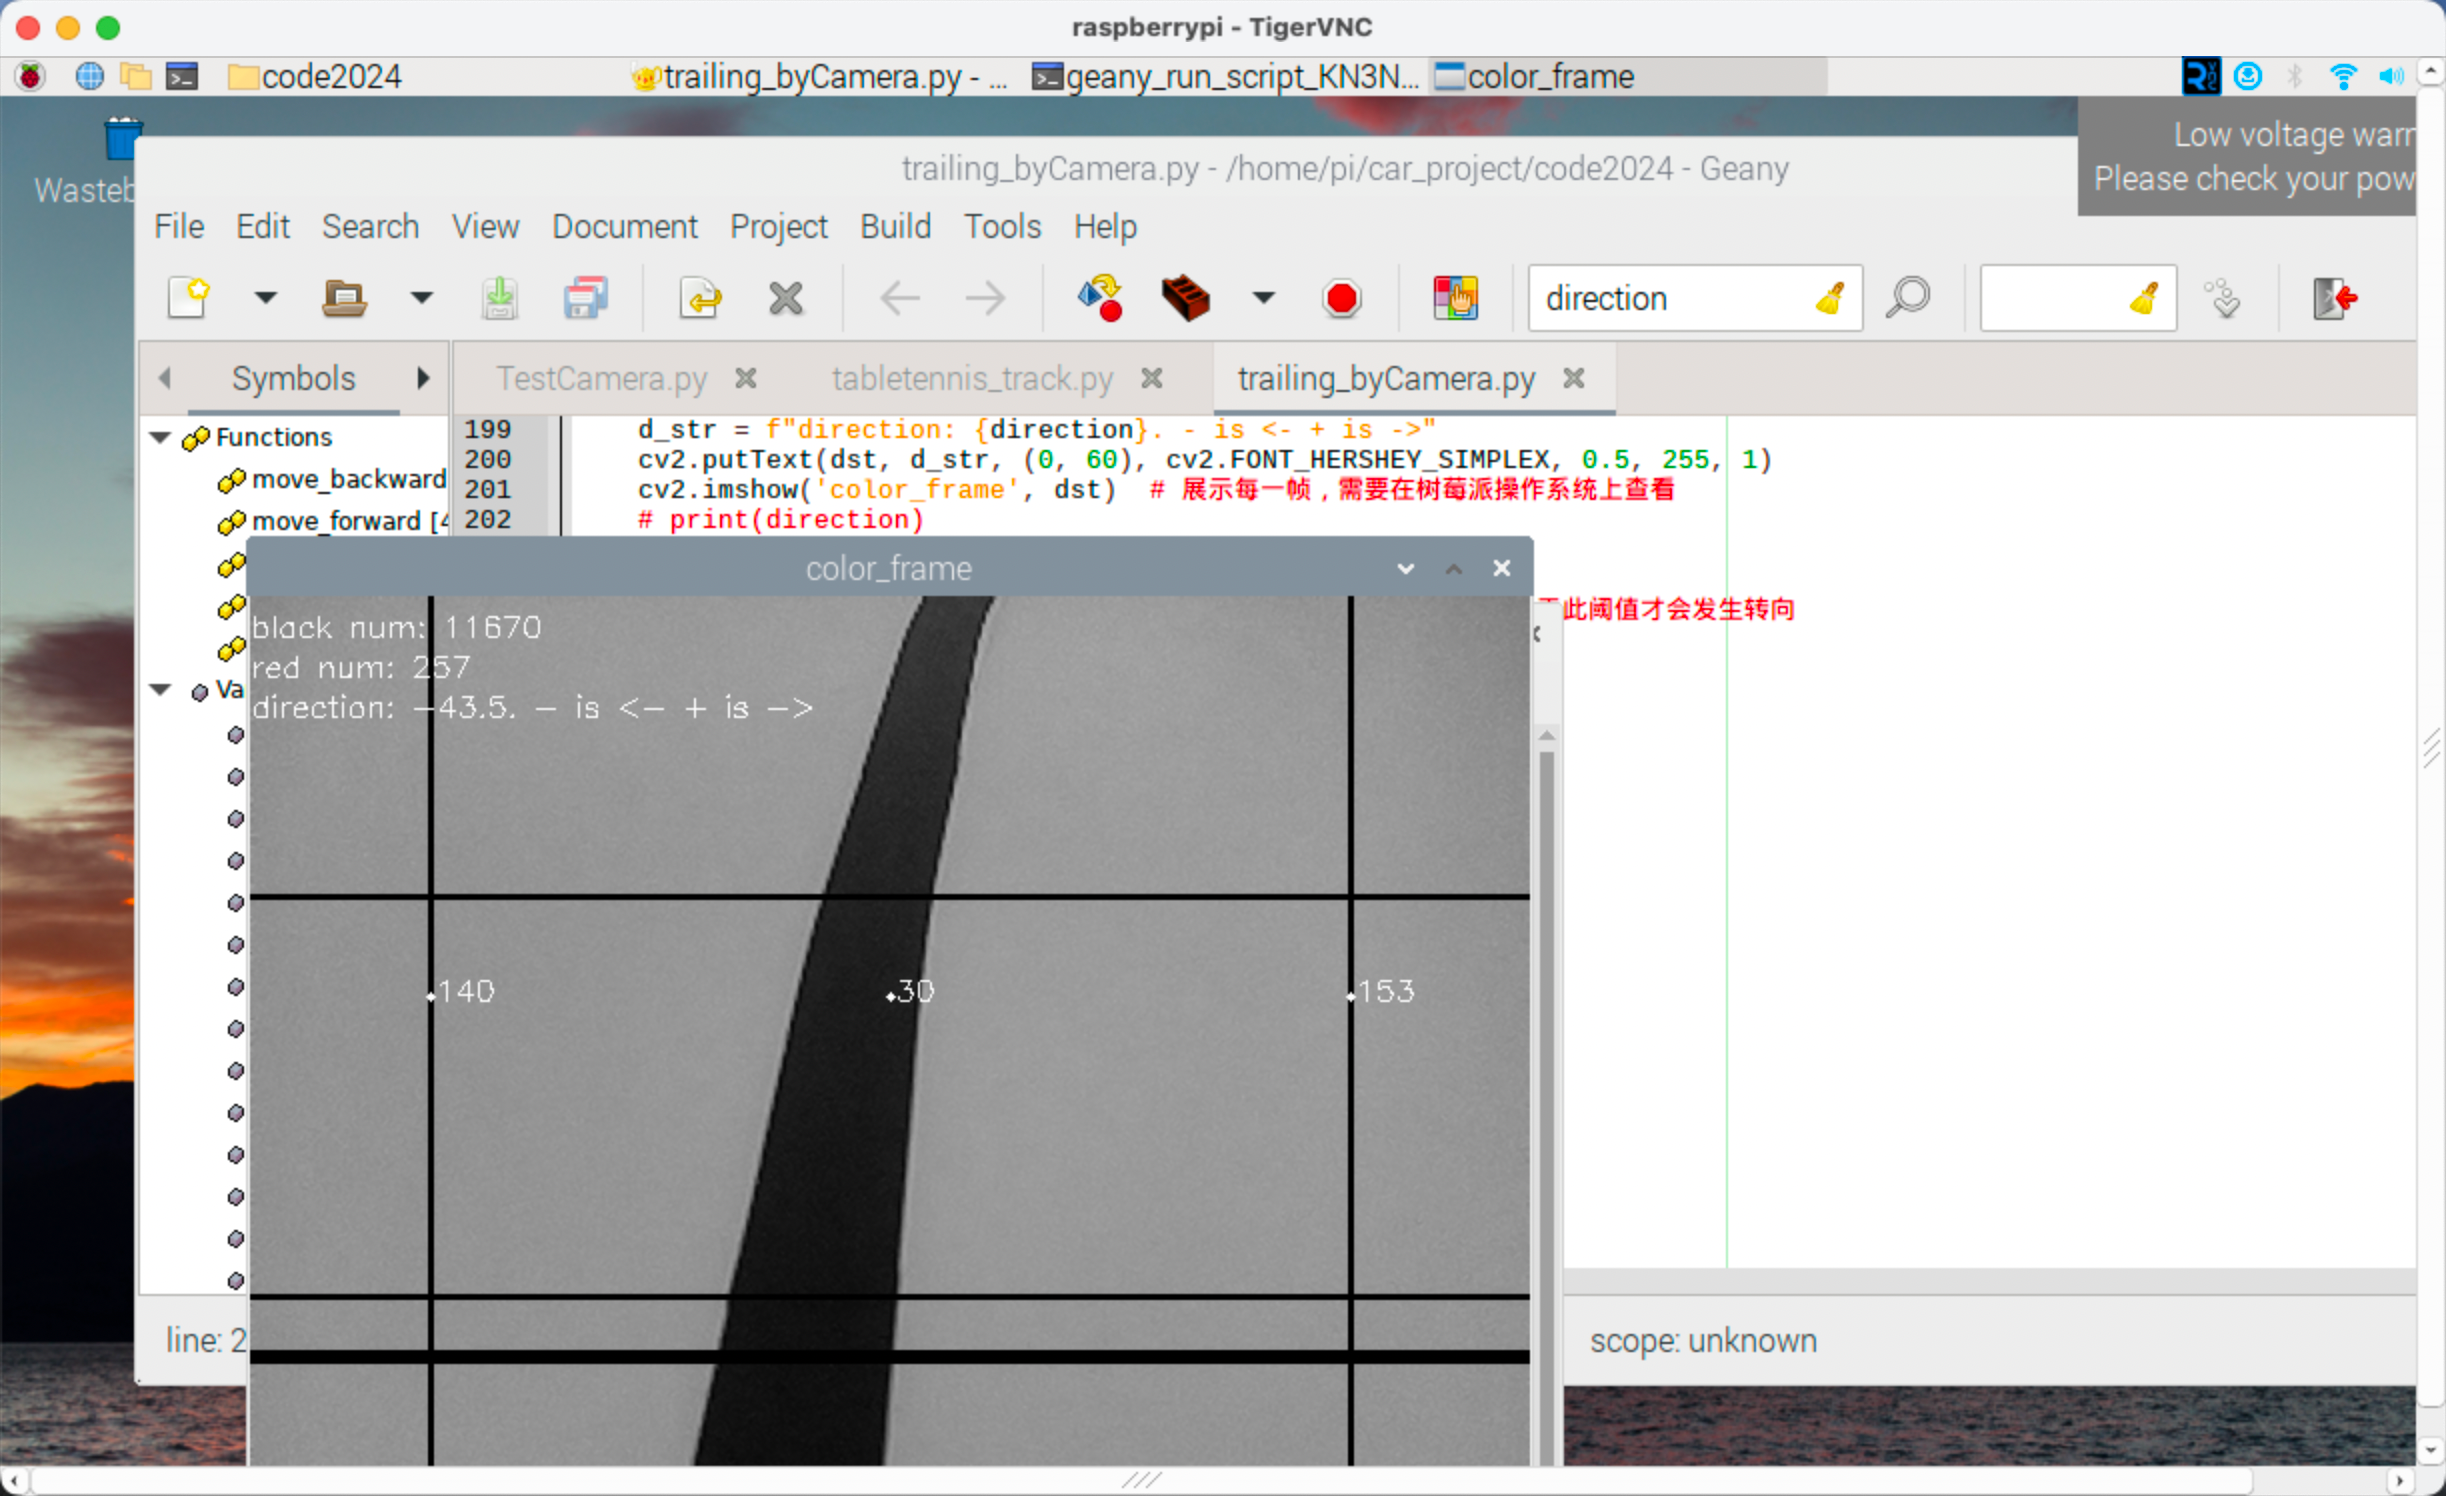 raspberrypi - TigerVNC
code2024
trailing_byCamera.py - ...
geany_run_script_KN3N...
color_frame
Low voltage warn
Please check your pow
trailing_byCamera.py - /home/pi/car_project/code2024 - Geany
File Edit Search View Document Project Build Tools Help
direction
Symbols
TestCamera.py
tabletennis_track.py
trailing_byCamera.py
Functions
move_backward
move_forward [4
Va
199 d_str = f"direction: {direction}. - is <- + is ->"
200 cv2.putText(dst, d_str, (0, 60), cv2.FONT_HERSHEY_SIMPLEX, 0.5, 255, 1)
201 cv2.imshow('color_frame', dst) # 展示每一帧，需要在树莓派操作系统上查看
202 # print(direction)
此阈值才会发生转向
color_frame
black num: 11670
red num: 257
direction: -43.5. - is <- + is ->
140
30
153
line: 2
scope: unknown